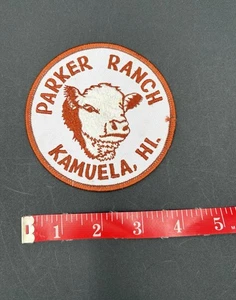 PARKER RANCH
KAMUELA, HI.
1 2 3 4 5